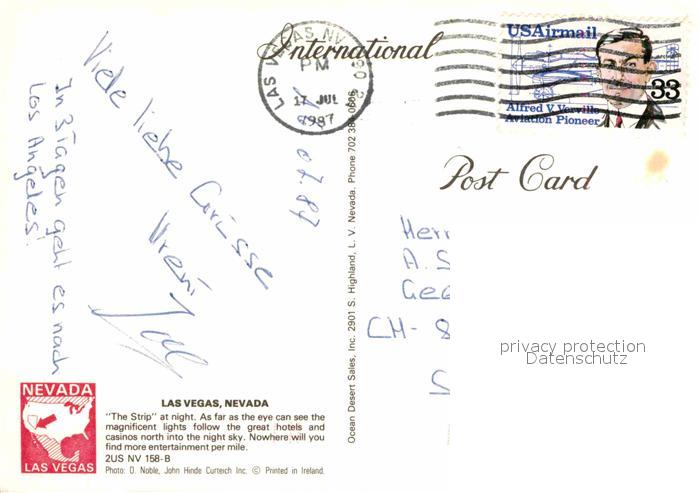 International
Post Card
LAS VEGAS, NV
PM
17 JUL
1987
USAirmail
33
Alfred V. Verville
Aviation Pioneer
Viele liebe Grüsse
Vreni
In 3 Tagen geht es nach
Los Angeles!
Herr
A. S
CH- 8
privacy protection
Datenschutz
Ocean Desert Sales, Inc. 2901 S. Highland, L. V. Nevada. Phone 702
NEVADA
LAS VEGAS
LAS VEGAS, NEVADA
"The Strip" at night. As far as the eye can see the
magnificent lights follow the great hotels and
casinos north into the night sky. Nowhere will you
find more entertainment per mile.
2US NV 158-B
Photo: D. Noble, John Hinde Curteich Inc. © Printed in Ireland.